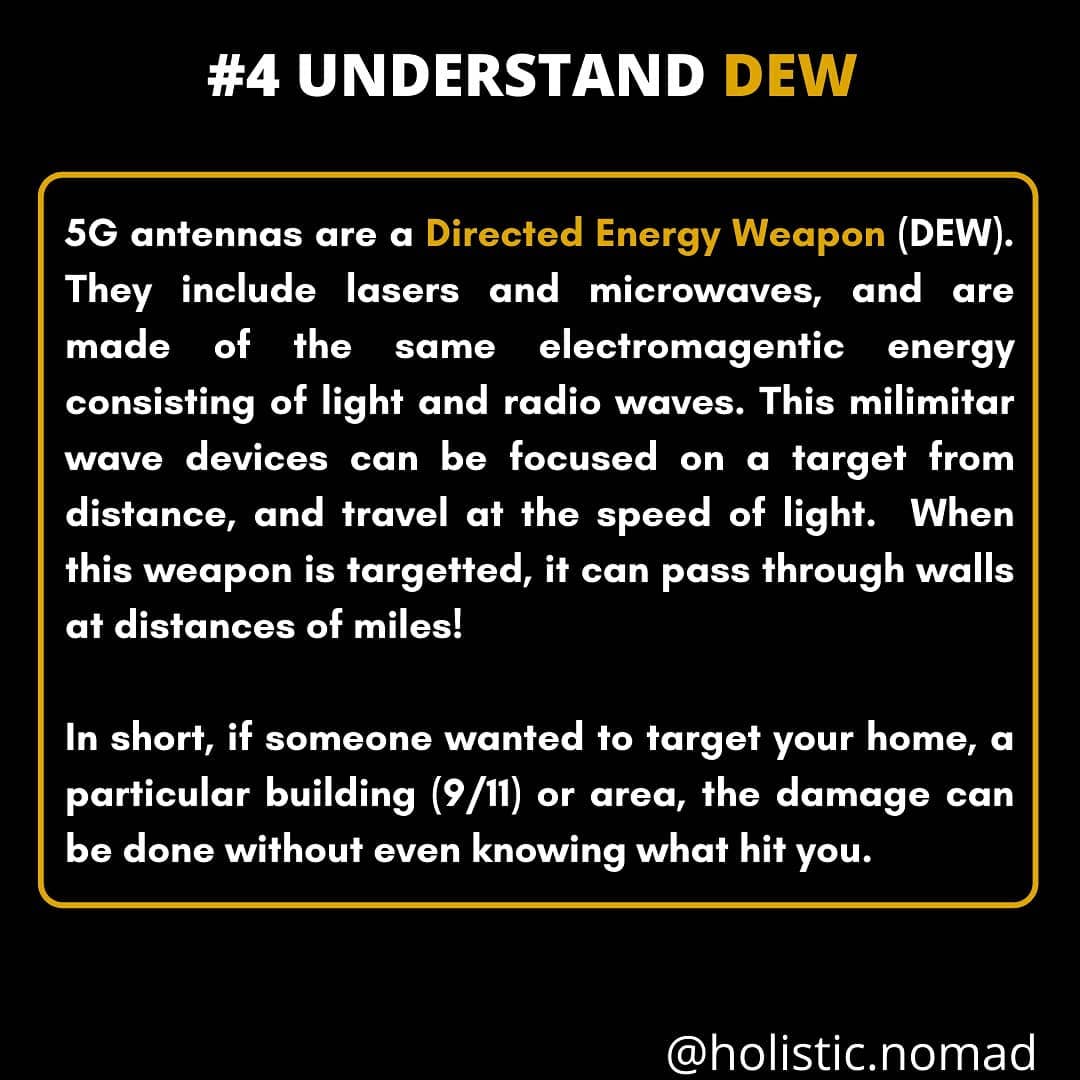 #4 UNDERSTAND DEW
5G antennas are a Directed Energy Weapon (DEW).
They include lasers and microwaves, and are
made of the same electromagentic energy
consisting of light and radio waves. This milimitar
wave devices can be focused on a target from
distance, and travel at the speed of light. When
this weapon is targetted, it can pass through walls
at distances of miles!
In short, if someone wanted to target your home, a
particular building (9/11) or area, the damage can
be done without even knowing what hit you.
@holistic.nomad